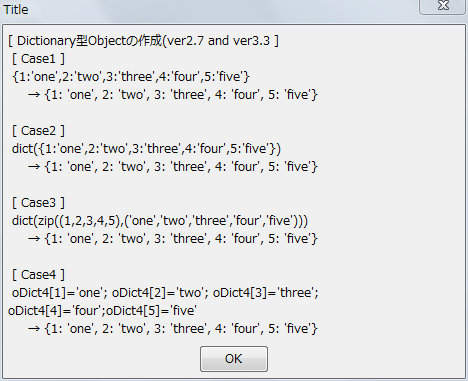 Title
[ Dictionary型Objectの作成(ver2.7 and ver3.3 ]
[ Case1 ]
{1:'one',2:'two',3:'three',4:'four',5:'five'}
→ {1: 'one', 2: 'two', 3: 'three', 4: 'four', 5: 'five'}
[ Case2 ]
dict({1:'one',2:'two',3:'three',4:'four',5:'five'})
→ {1: 'one', 2: 'two', 3: 'three', 4: 'four', 5: 'five'}
[ Case3 ]
dict(zip((1,2,3,4,5),('one','two','three','four','five')))
→ {1: 'one', 2: 'two', 3: 'three', 4: 'four', 5: 'five'}
[ Case4 ]
oDict4[1]='one'; oDict4[2]='two'; oDict4[3]='three';
oDict4[4]='four';oDict4[5]='five'
→ {1: 'one', 2: 'two', 3: 'three', 4: 'four', 5: 'five'}
OK